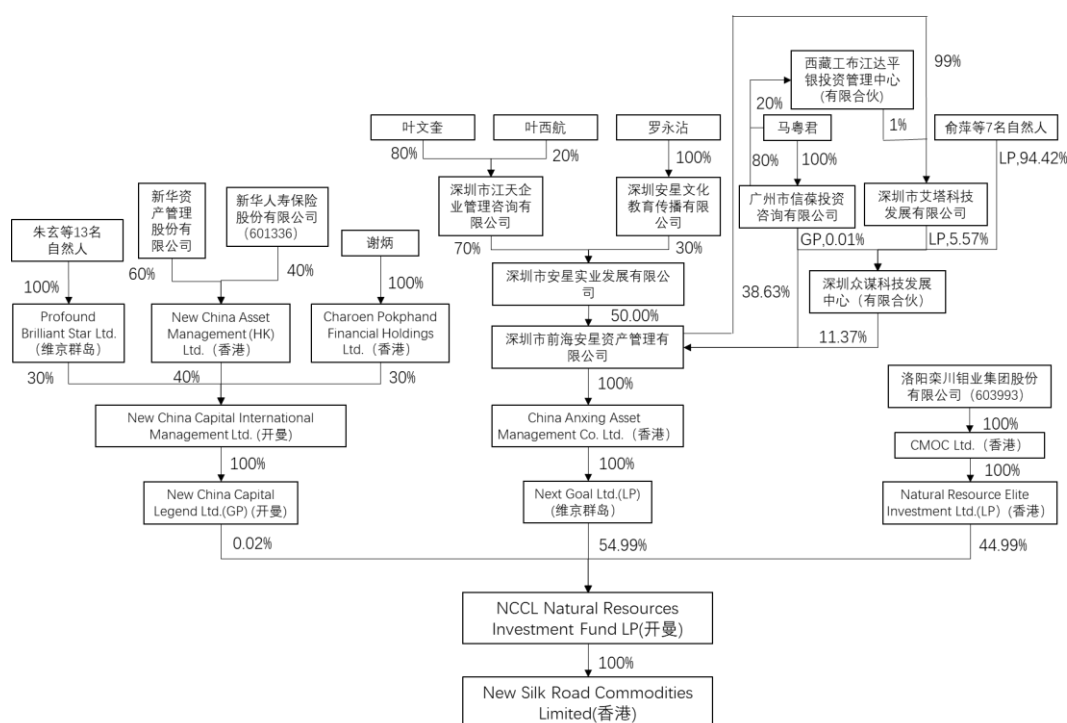 西藏工布江达平
银投资管理中心
(有限合伙)
99%
20%
1%
叶文奎
叶西航
罗永沾
马粤君
俞萍等7名自然人
80%
20%
100%
80%
100%
LP,94.42%
新华资
产管理
股份有
限公司
新华人寿保险
股份有限公司
(601336)
深圳市江天企
业管理咨询有
限公司
深圳安星文化
教育传播有限
公司
广州市信葆投资
咨询有限公司
深圳市艾塔科技
发展有限公司
朱玄等13名
自然人
谢炳
70%
30%
GP,0.01%
LP,5.57%
60%
40%
深圳市安星实业发展有限公
司
深圳众谋科技发展
中心（有限合伙）
100%
100%
38.63%
50.00%
Profound
Brilliant Star Ltd.
(维京群岛)
New China Asset
Management (HK)
Ltd.（香港）
Charoen Pokphand
Financial Holdings
Ltd.（香港）
深圳市前海安星资产管理有
限公司
11.37%
30%
40%
30%
100%
洛阳栾川钼业集团股份
有限公司（603993）
New China Capital International
Management Ltd. (开曼)
China Anxing Asset
Management Co. Ltd.（香港）
100%
CMOC Ltd.（香港）
100%
100%
100%
New China Capital
Legend Ltd.(GP) (开曼)
Next Goal Ltd.(LP)
(维京群岛)
Natural Resource Elite
Investment Ltd.(LP)（香港）
0.02%
54.99%
44.99%
NCCL Natural Resources
Investment Fund LP(开曼)
100%
New Silk Road Commodities
Limited(香港)